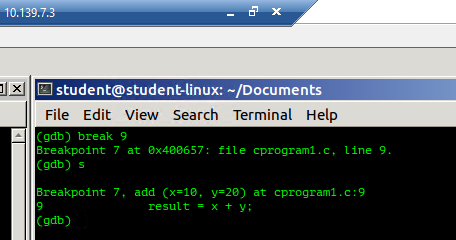 10.139.7.3
student@student-linux: ~/Documents
File Edit View Search Terminal Help
(gdb) break 9
Breakpoint 7 at 0x400657: file cprogram1.c, line 9.
(gdb) s
Breakpoint 7, add (x=10, y=20) at cprogram1.c:9
9 result = x + y;
(gdb)